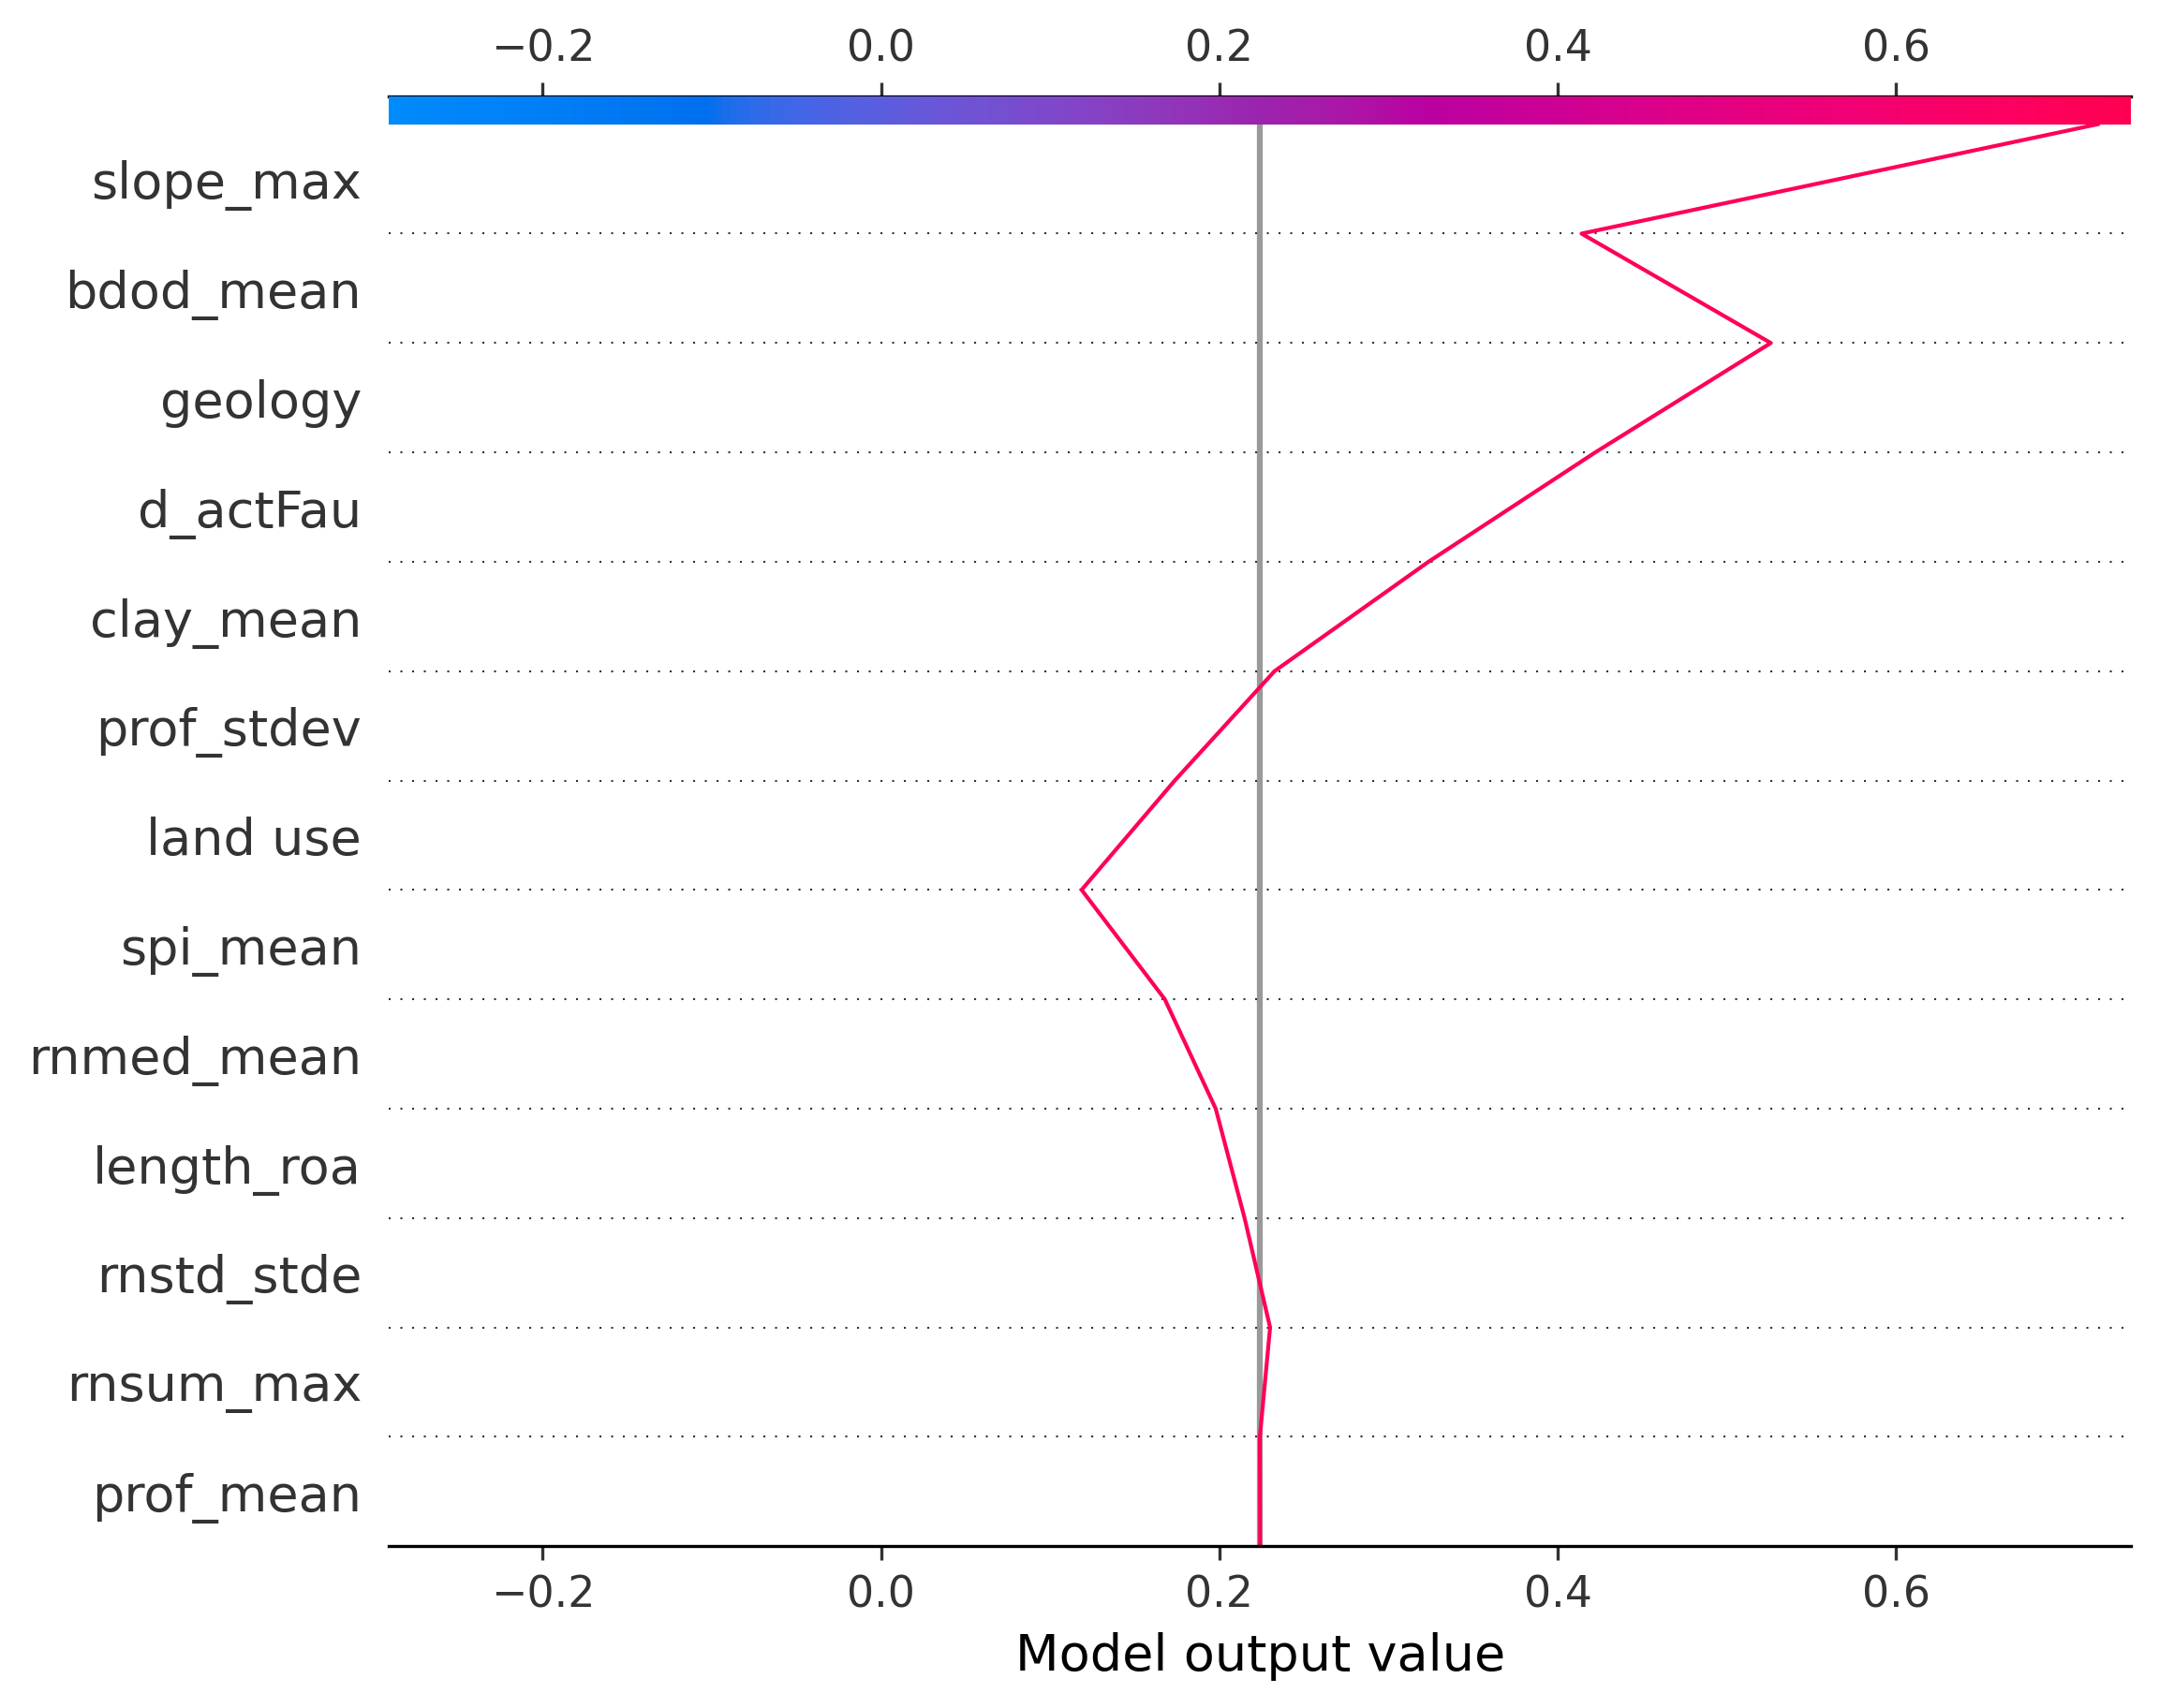 −0.2 0.0 0.2 0.4 0.6
slope_max
bdod_mean
geology
d_actFau
clay_mean
prof_stdev
land use
spi_mean
rnmed_mean
length_roa
rnstd_stde
rnsum_max
prof_mean
−0.2 0.0 0.2 0.4 0.6
Model output value